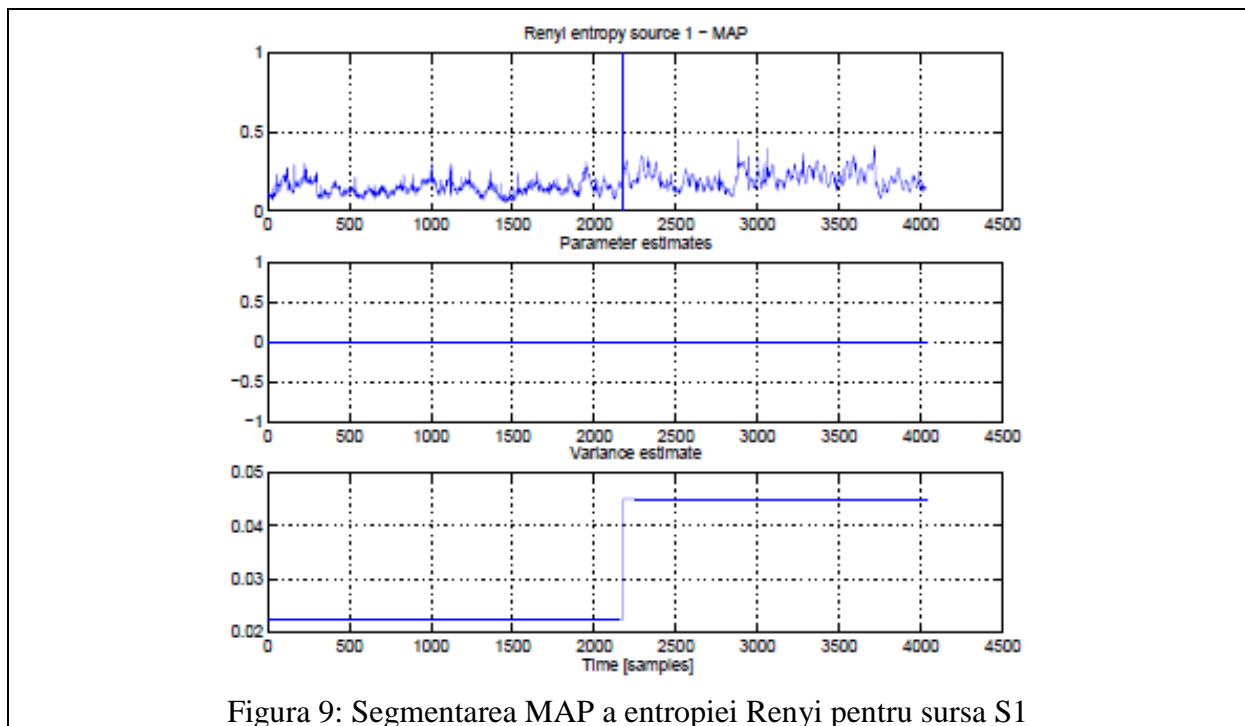 Renyi entropy source 1 − MAP
1
0.5
0
0 500 1000 1500 2000 2500 3000 3500 4000 4500
Parameter estimates
1
0.5
0
−0.5
−1
0 500 1000 1500 2000 2500 3000 3500 4000 4500
Variance estimate
0.05
0.04
0.03
0.02
0 500 1000 1500 2000 2500 3000 3500 4000 4500
Time [samples]
Figura 9: Segmentarea MAP a entropiei Renyi pentru sursa S1